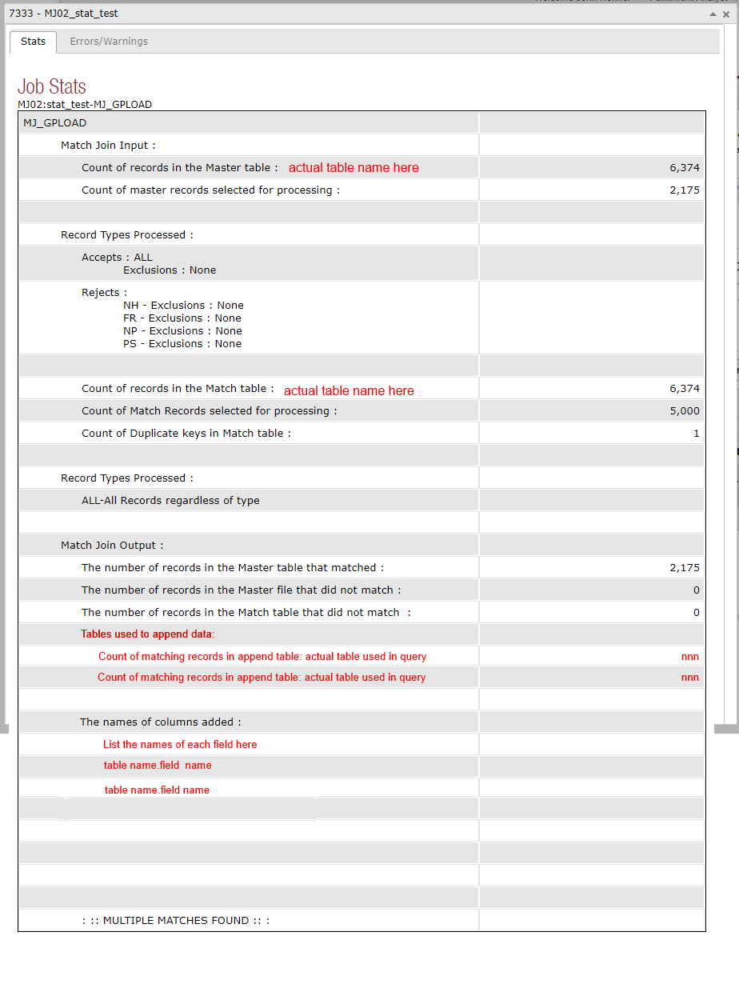 7333 - MJ02_stat_test
Stats Errors/Warnings
Job Stats
MJ02:stat_test-MJ_GPLOAD
MJ_GPLOAD
Match Join Input :
Count of records in the Master table : actual table name here 6,374
Count of master records selected for processing : 2,175
Record Types Processed :
Accepts : ALL
Exclusions : None
Rejects :
NH - Exclusions : None
FR - Exclusions : None
NP - Exclusions : None
PS - Exclusions : None
Count of records in the Match table : actual table name here 6,374
Count of Match Records selected for processing : 5,000
Count of Duplicate keys in Match table : 1
Record Types Processed :
ALL-All Records regardless of type
Match Join Output :
The number of records in the Master table that matched : 2,175
The number of records in the Master file that did not match : 0
The number of records in the Match table that did not match : 0
Tables used to append data:
Count of matching records in append table: actual table used in query nnn
Count of matching records in append table: actual table used in query nnn
The names of columns added :
List the names of each field here
table name.field name
table name.field name
: :: MULTIPLE MATCHES FOUND :: :